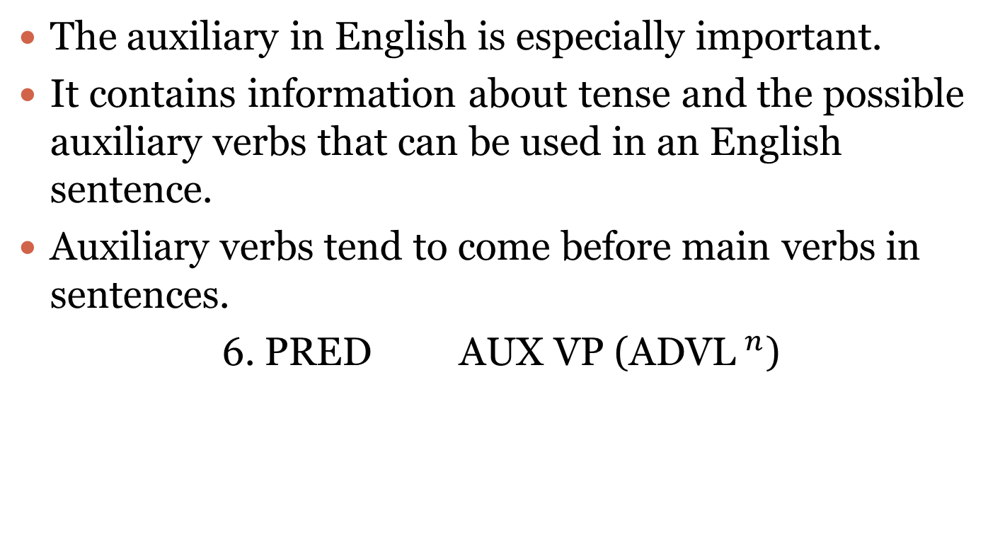 • The auxiliary in English is especially important.
• It contains information about tense and the possible
auxiliary verbs that can be used in an English
sentence.
• Auxiliary verbs tend to come before main verbs in
sentences.
6. PRED AUX VP (ADVL ⁿ)